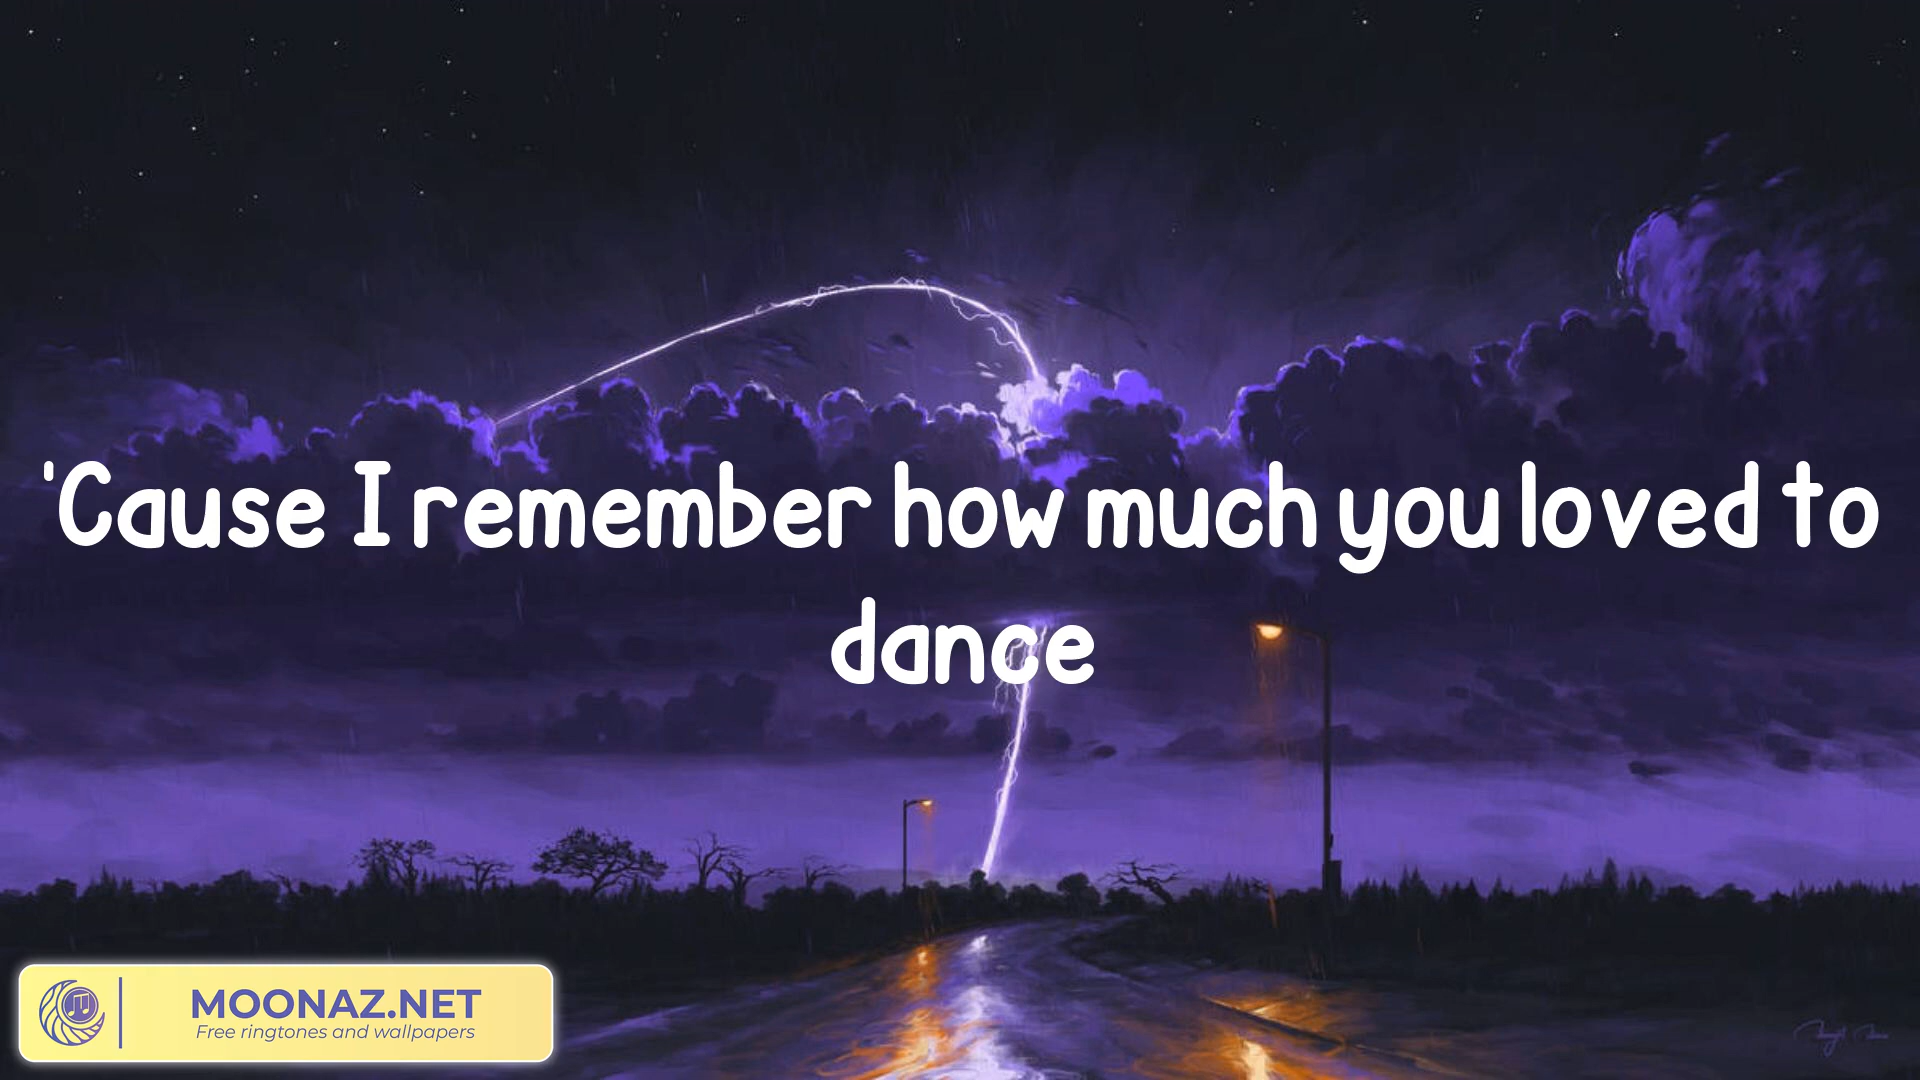 'Cause I remember how much you loved to
dance
MOONAZ.NET
Free ringtones and wallpapers